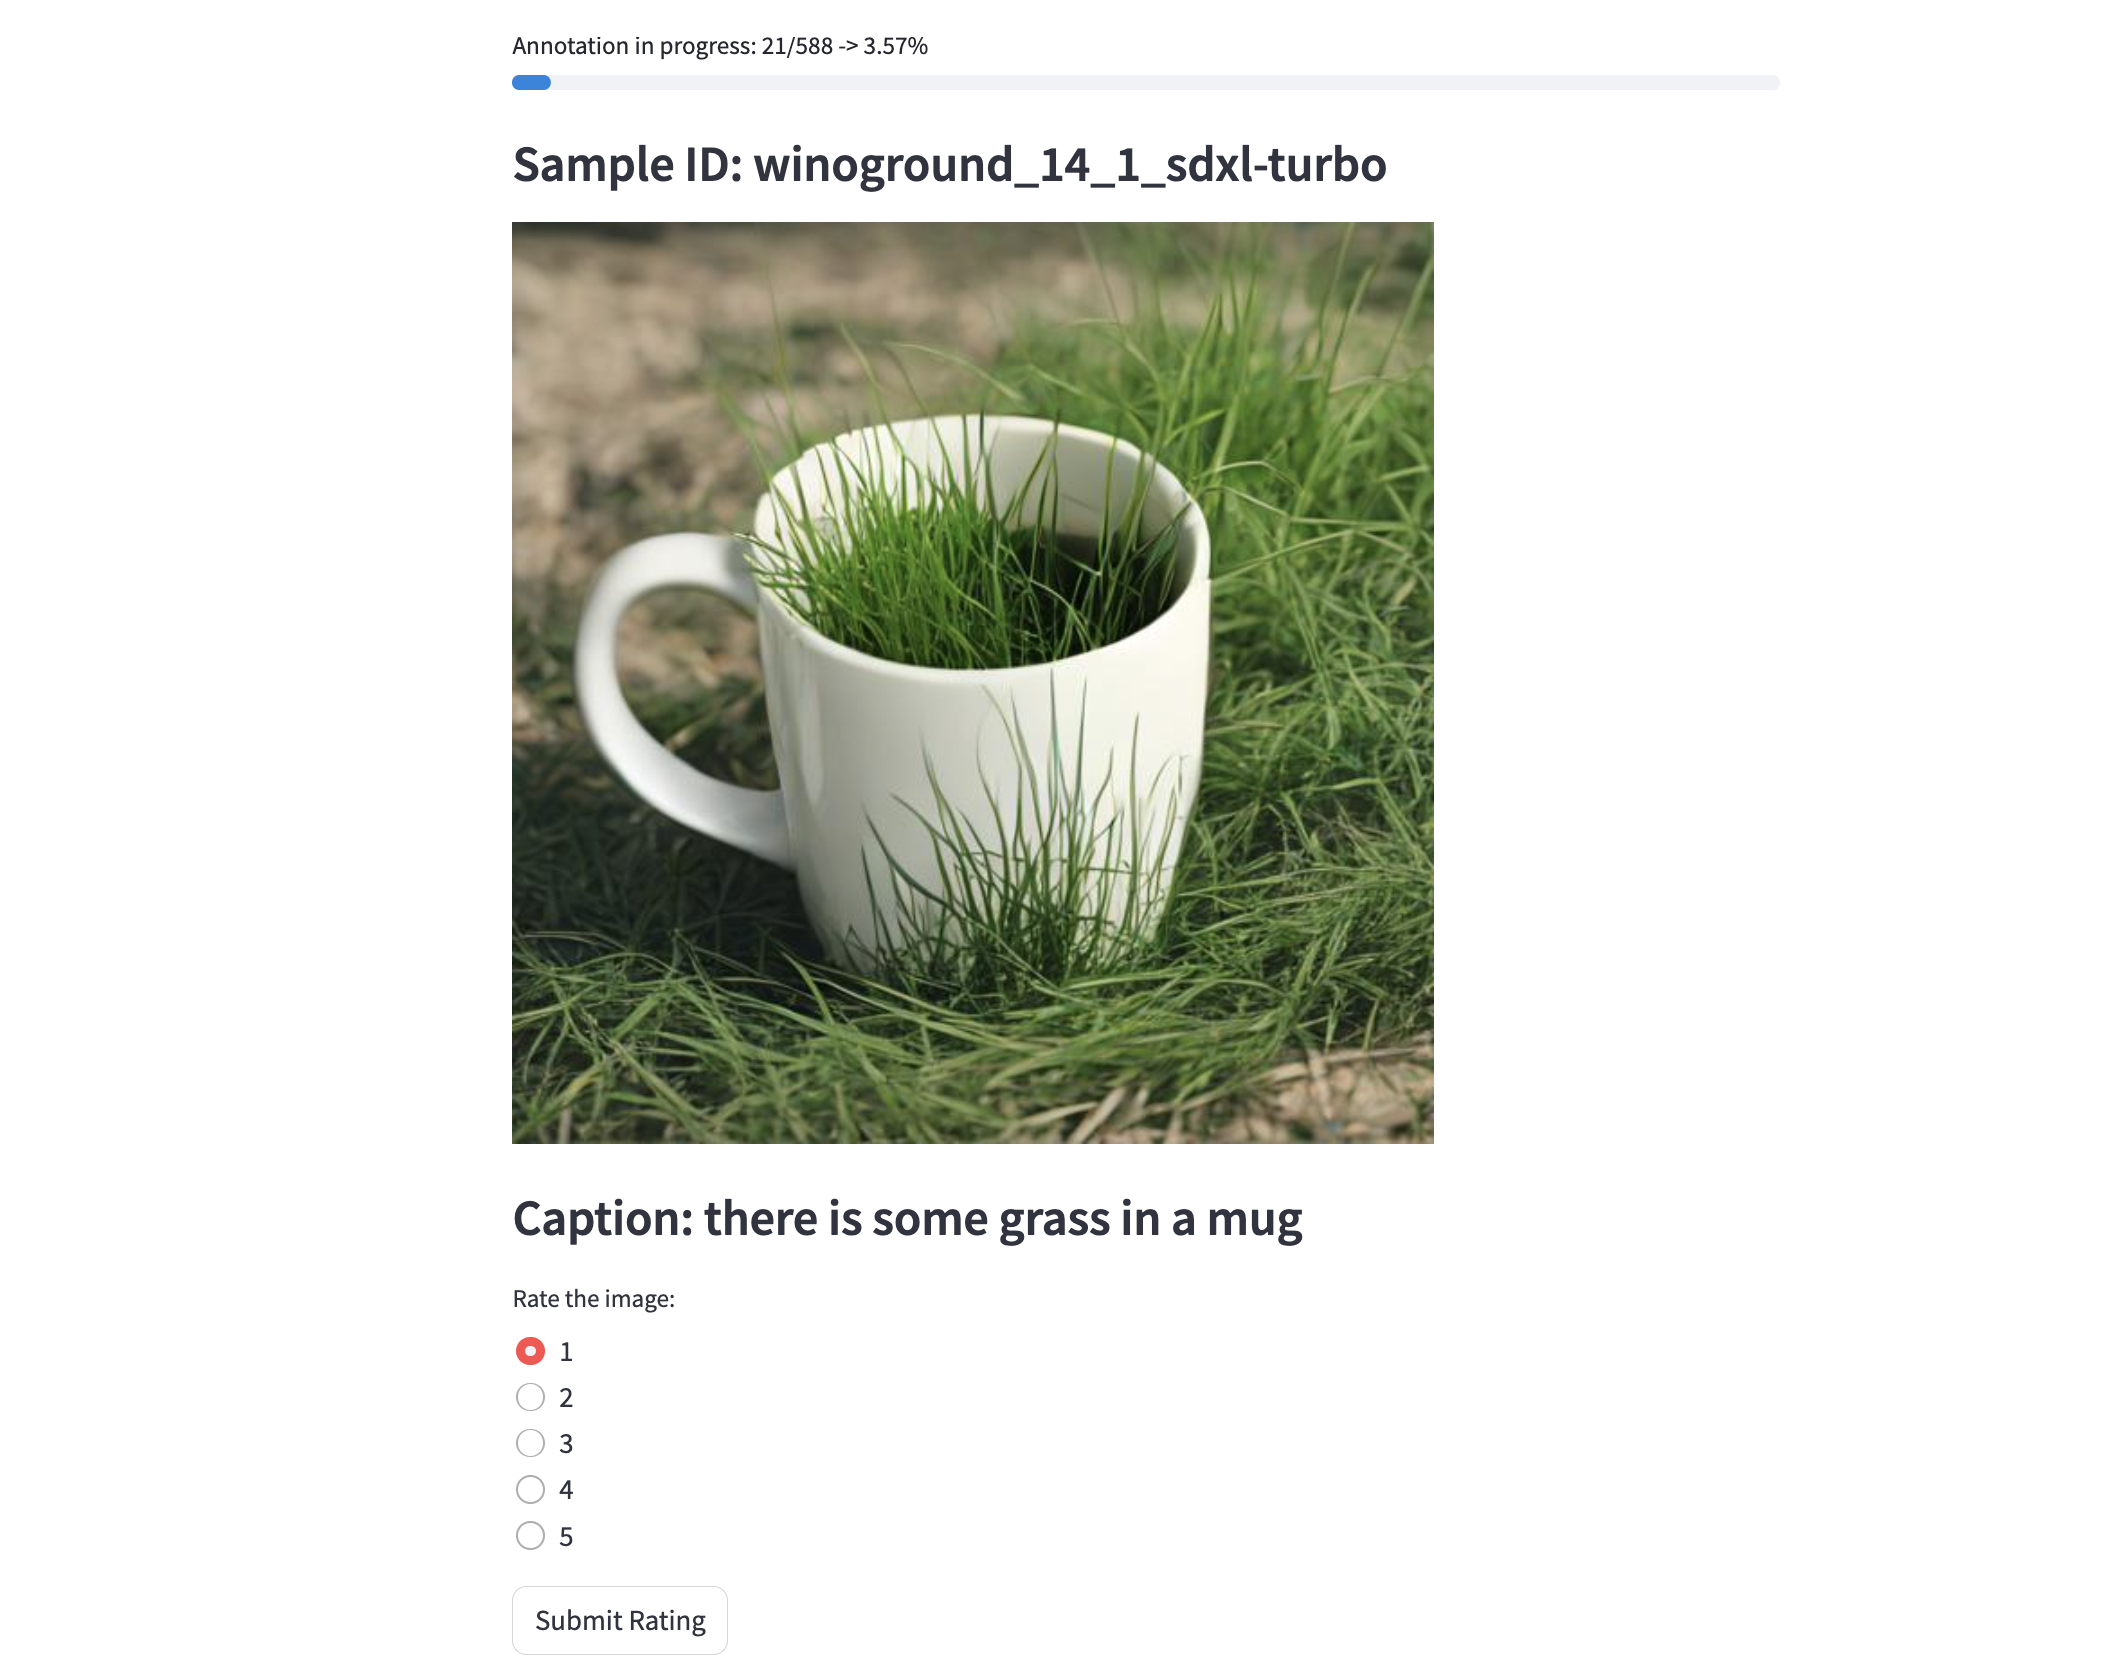 Annotation in progress: 21/588 -> 3.57%
Sample ID: winoground_14_1_sdxl-turbo
Caption: there is some grass in a mug
Rate the image:
1
2
3
4
5
Submit Rating